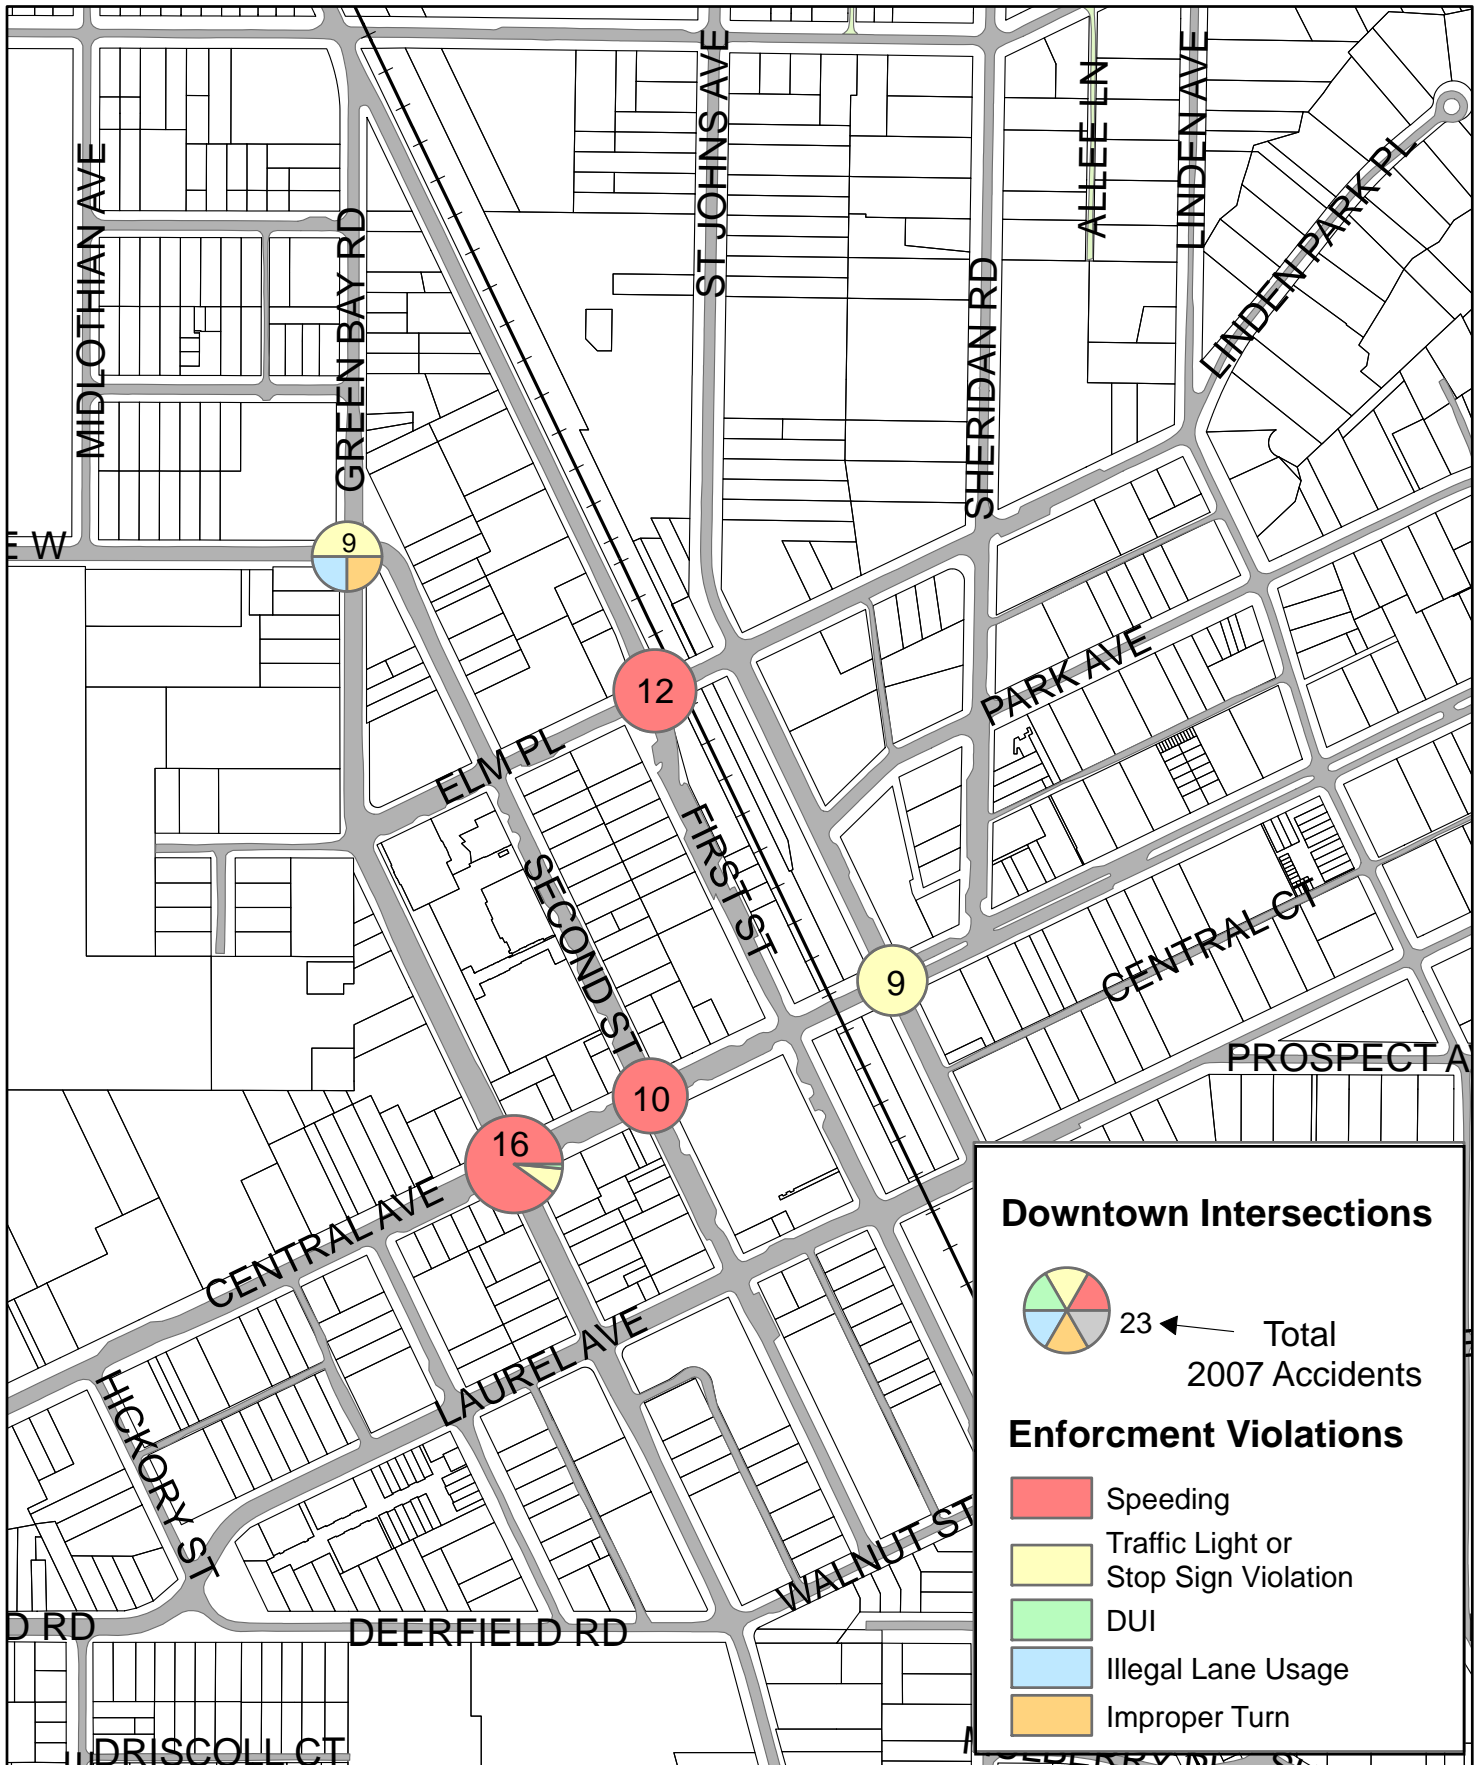 ST JOHNS AVE
ALLEE LN
LINDEN AVE
MIDLOTHIAN AVE
GREEN BAY RD
LINDEN PARK PL
SHERIDAN RD
E W
9
12
PARK AVE
ELM PL
FIRST ST
SECOND ST
9
CENTRAL CT
PROSPECT A
10
16
CENTRAL AVE
LAUREL AVE
HICKORY ST
WALNUT ST
D RD
DEERFIELD RD
DRISCOLL CT
Downtown Intersections
23
Total
2007 Accidents
Enforcment Violations
Speeding
Traffic Light or
Stop Sign Violation
DUI
Illegal Lane Usage
Improper Turn